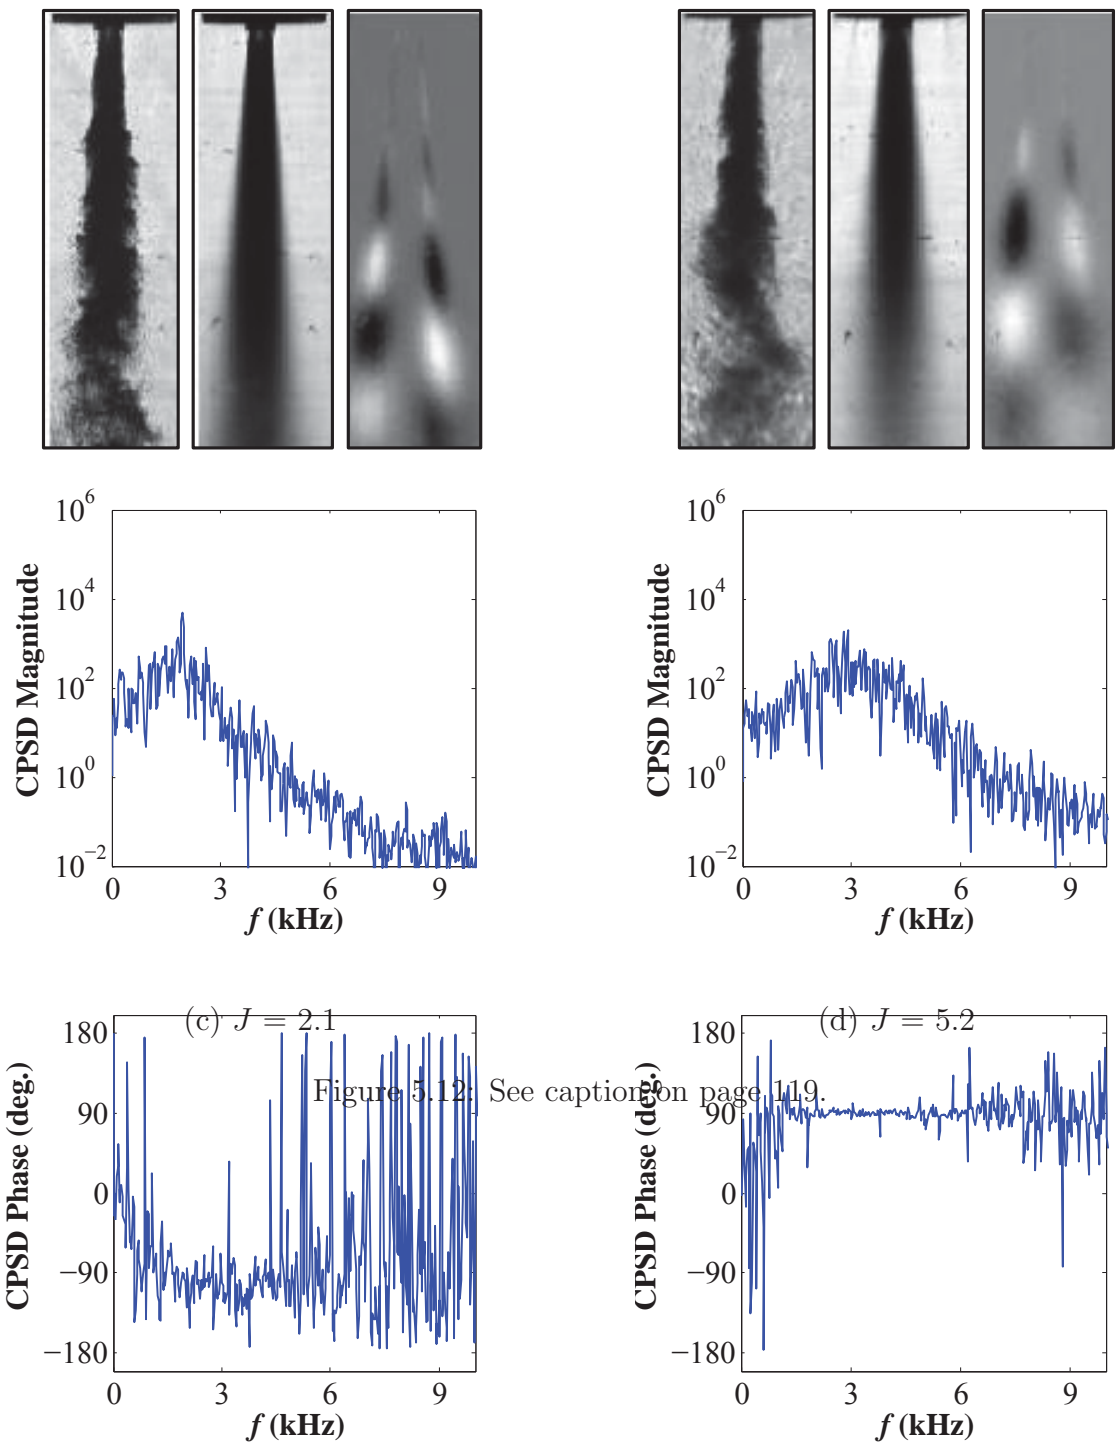 10^6
10^4
10^2
10^0
10^−2
CPSD Magnitude
0 3 6 9
f (kHz)
10^6
10^4
10^2
10^0
10^−2
CPSD Magnitude
0 3 6 9
f (kHz)
(c) J = 2.1
(d) J = 5.2
Figure 5.12: See caption on page 119.
180
90
0
−90
−180
CPSD Phase (deg.)
0 3 6 9
f (kHz)
180
90
0
−90
−180
CPSD Phase (deg.)
0 3 6 9
f (kHz)